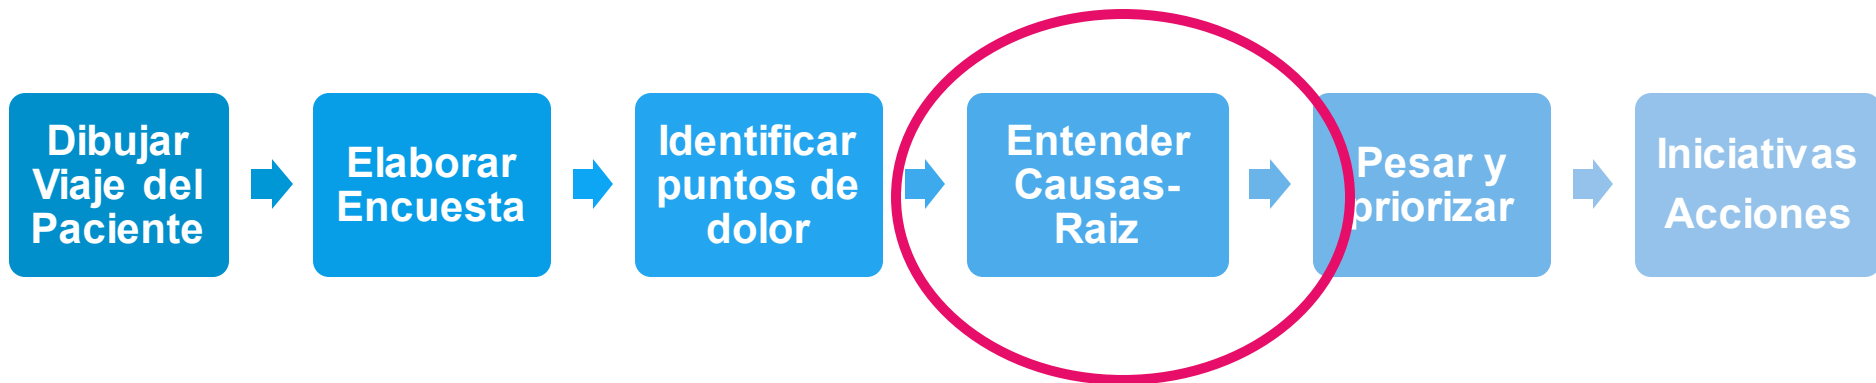 Dibujar
Viaje del
Paciente
Elaborar
Encuesta
Identificar
puntos de
dolor
Entender
Causas-
Raiz
Pesar y
priorizar
Iniciativas
Acciones